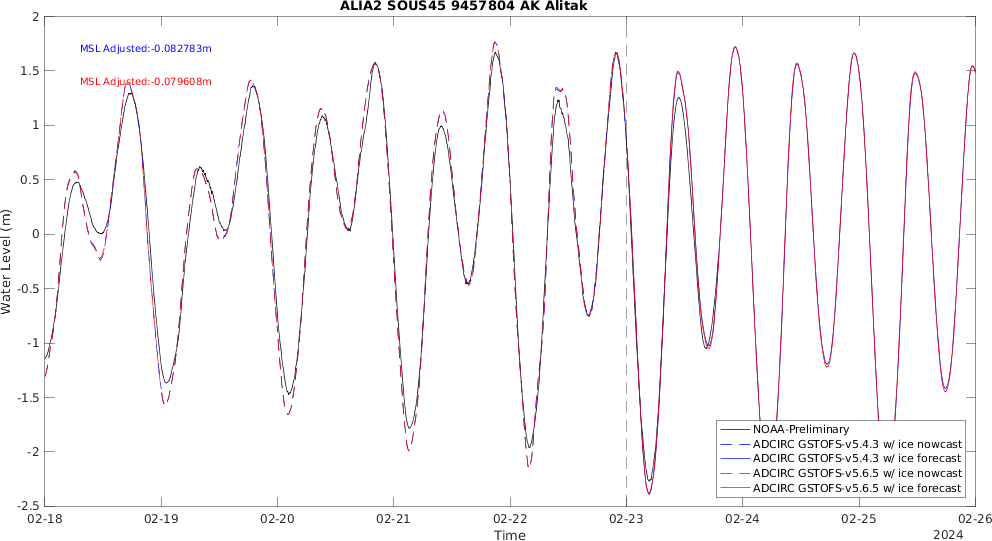 ALIA2 SOUS45 9457804 AK Alitak
MSL Adjusted:-0.082783m
MSL Adjusted:-0.079608m
Water Level (m)
2
1.5
1
0.5
0
-0.5
-1
-1.5
-2
-2.5
NOAA-Preliminary
ADCIRC GSTOFS-v5.4.3 w/ ice nowcast
ADCIRC GSTOFS-v5.4.3 w/ ice forecast
ADCIRC GSTOFS-v5.6.5 w/ ice nowcast
ADCIRC GSTOFS-v5.6.5 w/ ice forecast
02-18 02-19 02-20 02-21 02-22 02-23 02-24 02-25 02-26
Time
2024